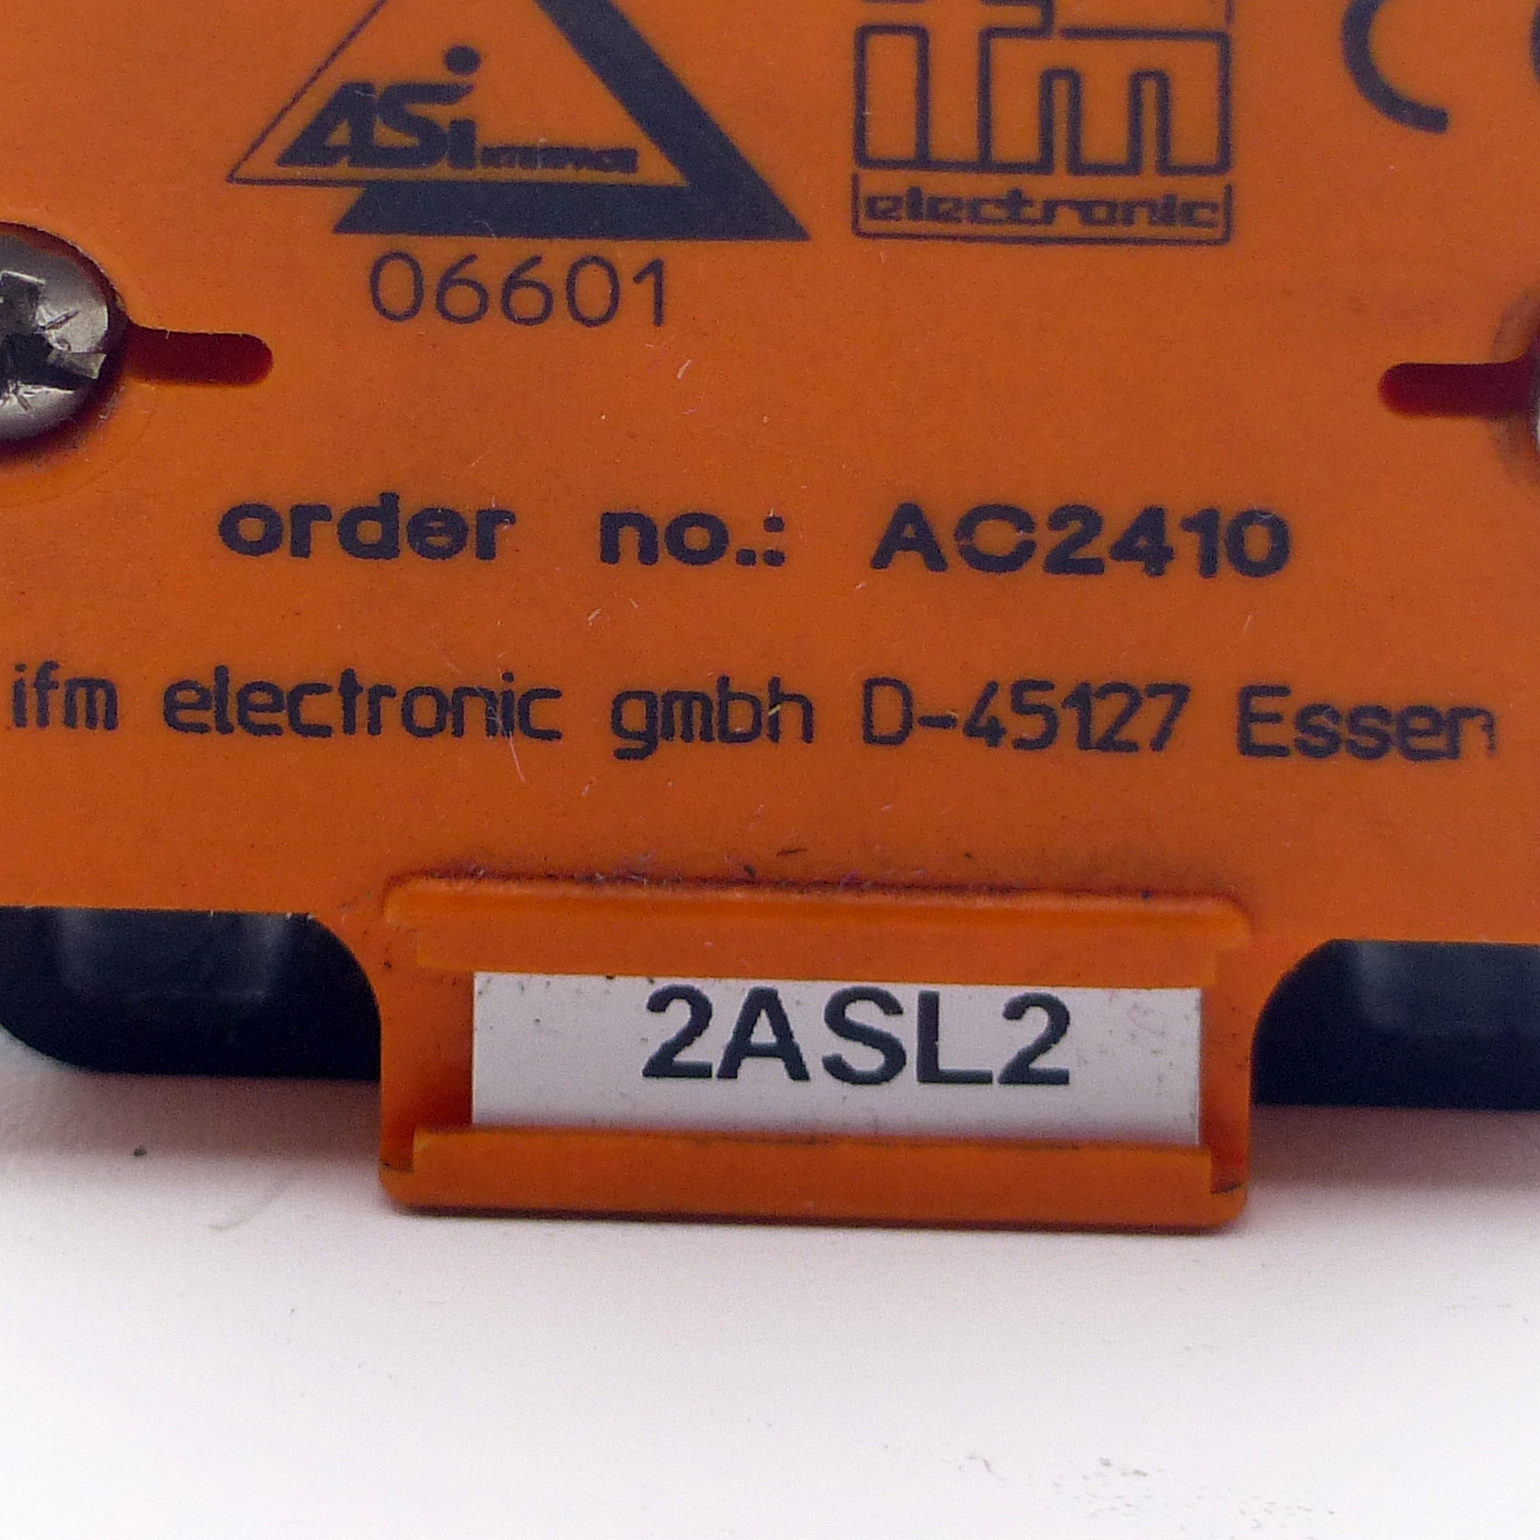 ASi
ifm
electronic
06601
order no.: AC2410
ifm electronic gmbh D-45127 Essen
2ASL2